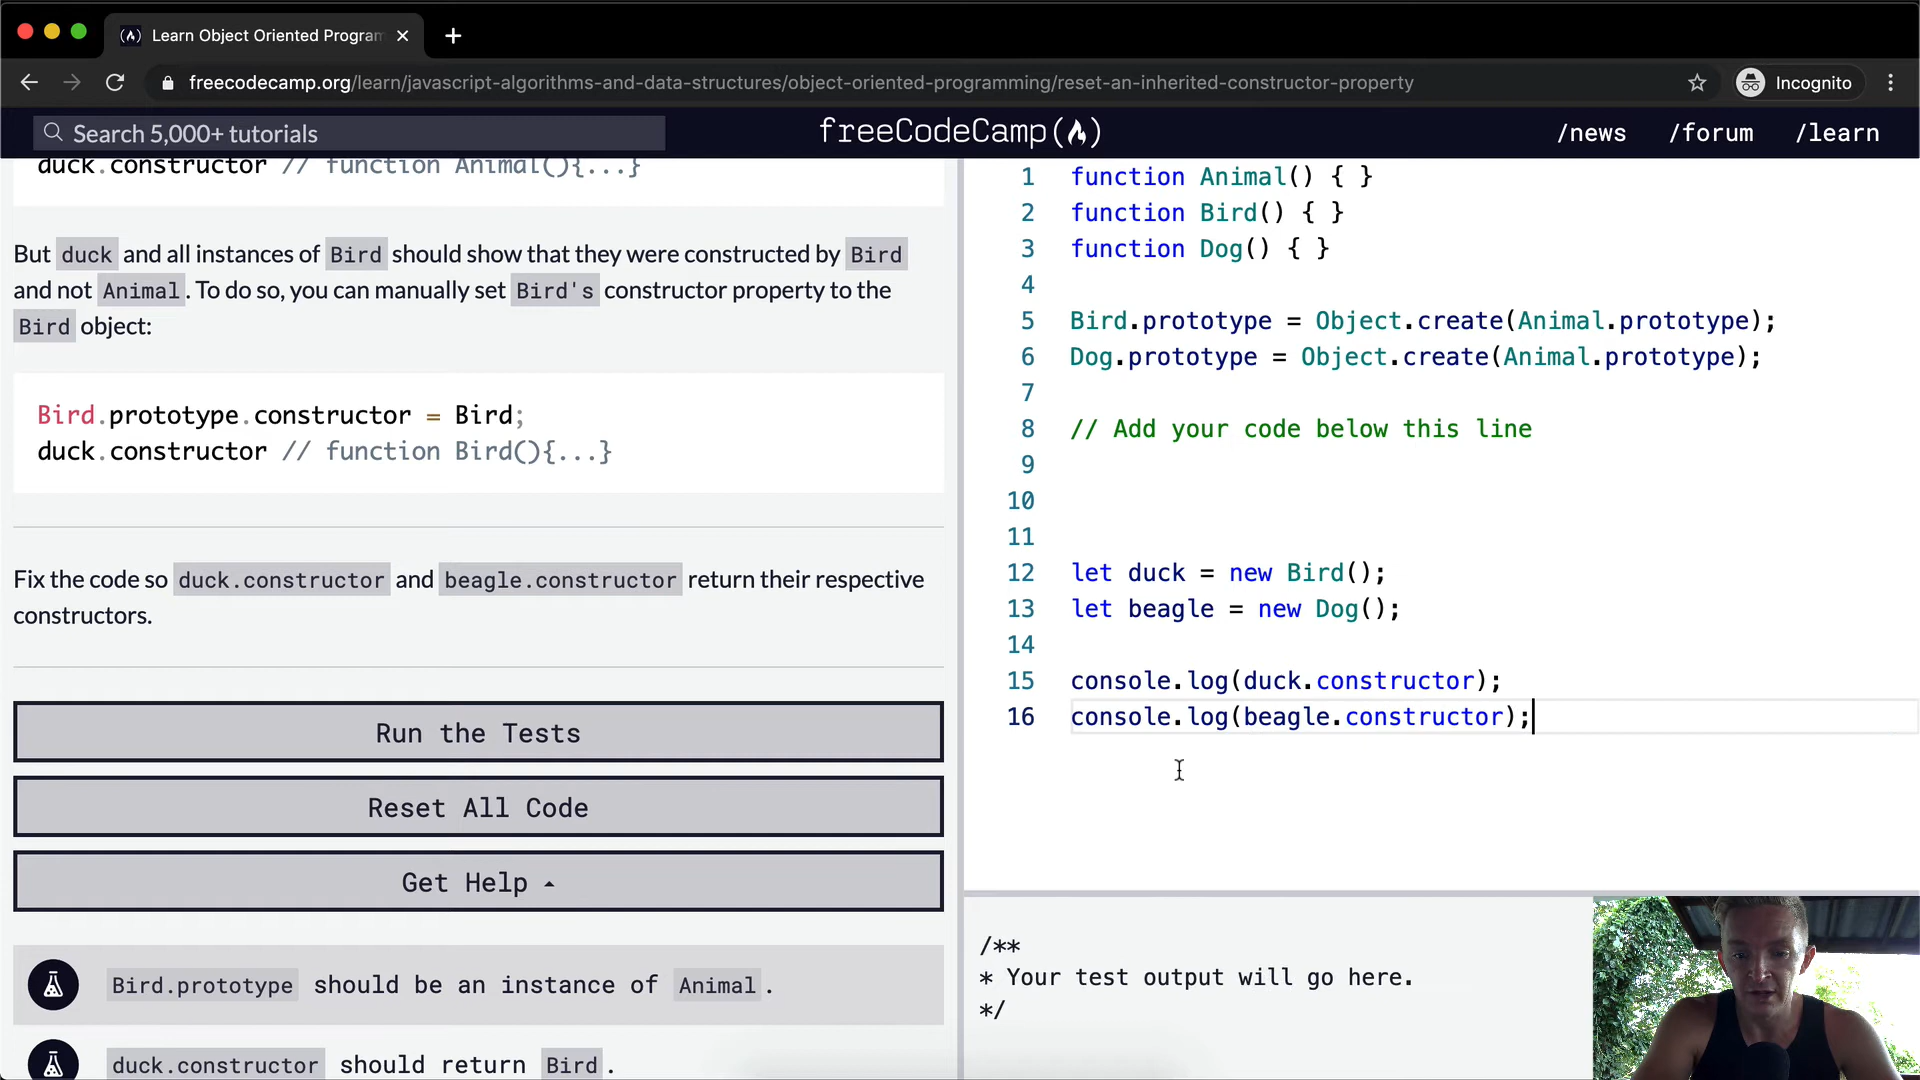 Learn Object Oriented Program
freecodecamp.org/learn/javascript-algorithms-and-data-structures/object-oriented-programming/reset-an-inherited-constructor-property
Incognito
Search 5,000+ tutorials
freeCodeCamp
/news
/forum
/learn
duck.constructor // function Animal(){...}
But duck and all instances of Bird should show that they were constructed by Bird
and not Animal. To do so, you can manually set Bird's constructor property to the
Bird object:
Bird.prototype.constructor = Bird;
duck.constructor // function Bird(){...}
Fix the code so duck.constructor and beagle.constructor return their respective
constructors.
Run the Tests
Reset All Code
Get Help
Bird.prototype should be an instance of Animal.
duck.constructor should return Bird.
1 function Animal() { }
2 function Bird() { }
3 function Dog() { }
4
5 Bird.prototype = Object.create(Animal.prototype);
6 Dog.prototype = Object.create(Animal.prototype);
7
8 // Add your code below this line
9
10
11
12 let duck = new Bird();
13 let beagle = new Dog();
14
15 console.log(duck.constructor);
16 console.log(beagle.constructor);
/**
* Your test output will go here.
*/